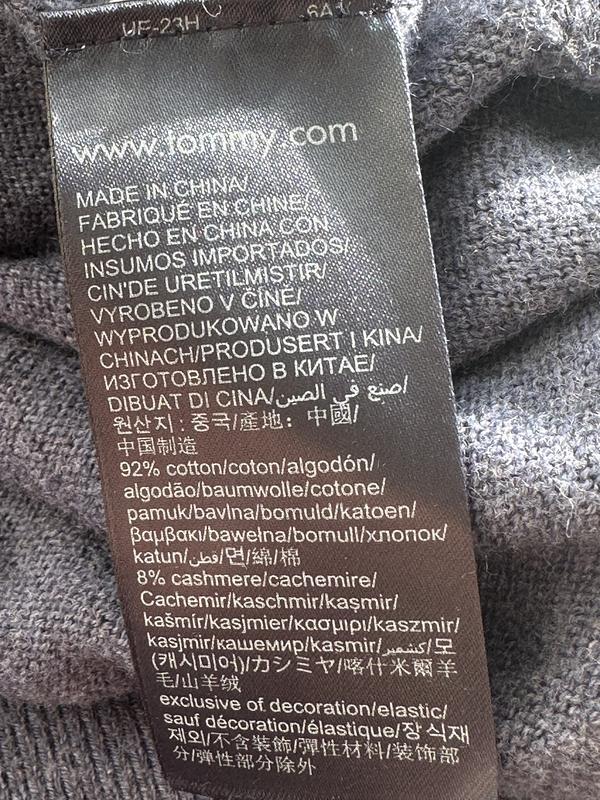 UF-23H 6A
www.tommy.com
MADE IN CHINA/
FABRIQUÉ EN CHINE/
HECHO EN CHINA CON
INSUMOS IMPORTADOS/
CIN'DE URETILMISTIR/
VYROBENO V ČÍNĚ/
WYPRODUKOWANO W
CHINACH/PRODUSERT I KINA/
ИЗГОТОВЛЕНО В КИТАЕ/
DIBUAT DI CINA/صنع في الصين/
원산지 : 중국/產地：中國/
中国制造
92% cotton/coton/algodón/
algodão/baumwolle/cotone/
pamuk/bavlna/bomuld/katoen/
βαμβακι/bawełna/bomull/хлопок/
katun/قطن/면/綿/棉
8% cashmere/cachemire/
Cachemir/kaschmir/kaşmir/
kašmír/kasjmier/κασμιρι/kaszmir/
kasjmir/кашемир/kasmir/كشمير/모
(캐시미어)/カシミヤ/喀什米爾羊
毛/山羊绒
exclusive of decoration/elastic/
sauf décoration/élastique/장식재
제외/不含裝飾/彈性材料/装饰部
分/弹性部分除外